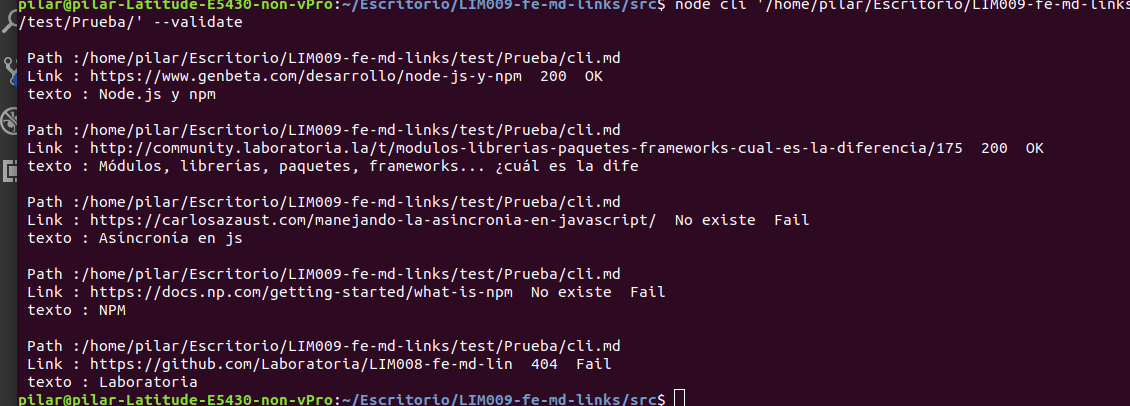 pilar@pilar-Latitude-E5430-non-vPro:~/Escritorio/LIM009-fe-md-links/src$ node cli '/home/pilar/Escritorio/LIM009-fe-md-links
/test/Prueba/' --validate
Path :/home/pilar/Escritorio/LIM009-fe-md-links/test/Prueba/cli.md
Link : https://www.genbeta.com/desarrollo/node-js-y-npm  200  OK
texto : Node.js y npm
Path :/home/pilar/Escritorio/LIM009-fe-md-links/test/Prueba/cli.md
Link : http://community.laboratoria.la/t/modulos-librerias-paquetes-frameworks-cual-es-la-diferencia/175  200  OK
texto : Módulos, librerías, paquetes, frameworks... ¿cuál es la dife
Path :/home/pilar/Escritorio/LIM009-fe-md-links/test/Prueba/cli.md
Link : https://carlosazaust.com/manejando-la-asincronia-en-javascript/  No existe  Fail
texto : Asíncronía en js
Path :/home/pilar/Escritorio/LIM009-fe-md-links/test/Prueba/cli.md
Link : https://docs.np.com/getting-started/what-is-npm  No existe  Fail
texto : NPM
Path :/home/pilar/Escritorio/LIM009-fe-md-links/test/Prueba/cli.md
Link : https://github.com/Laboratoria/LIM008-fe-md-lin  404  Fail
texto : Laboratoria
pilar@pilar-Latitude-E5430-non-vPro:~/Escritorio/LIM009-fe-md-links/src$